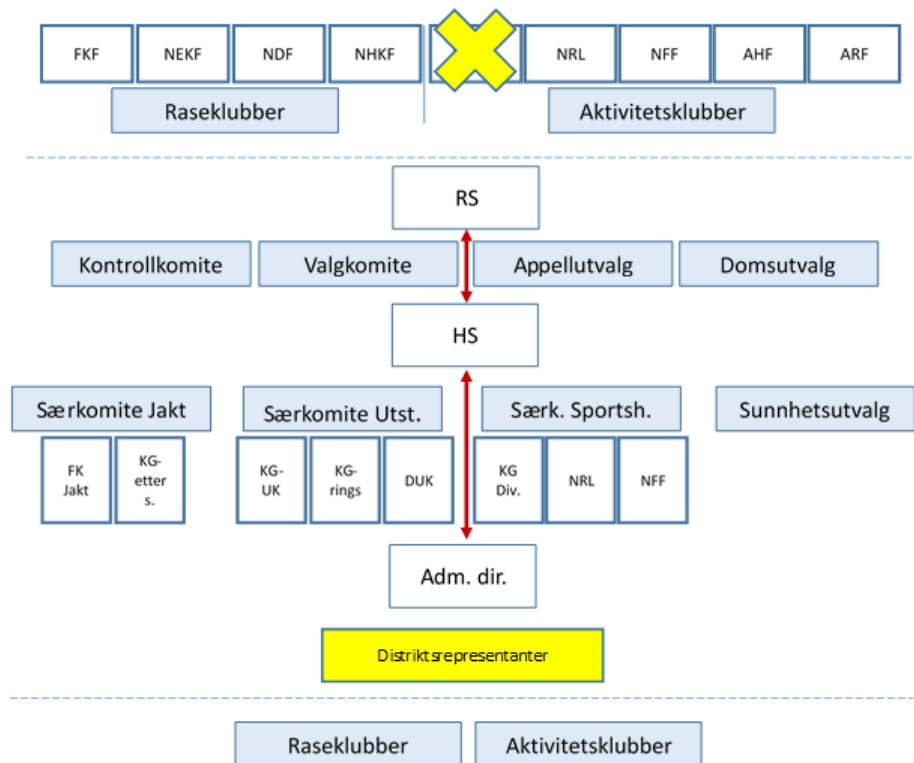 FKF
NEKF
NDF
NHKF
NRL
NFF
AHF
ARF
Raseklubber
Aktivitetsklubber
RS
Kontrollkomite
Valgkomite
Appellutvalg
Domsutvalg
HS
Særkomite Jakt
Særkomite Utst.
Særk. Sportsh.
Sunnhetsutvalg
FK
Jakt
KG-
etter
s.
KG-
UK
KG-
rings
DUK
KG
Div.
NRL
NFF
Adm. dir.
Distriktsrepresentanter
Raseklubber
Aktivitetsklubber